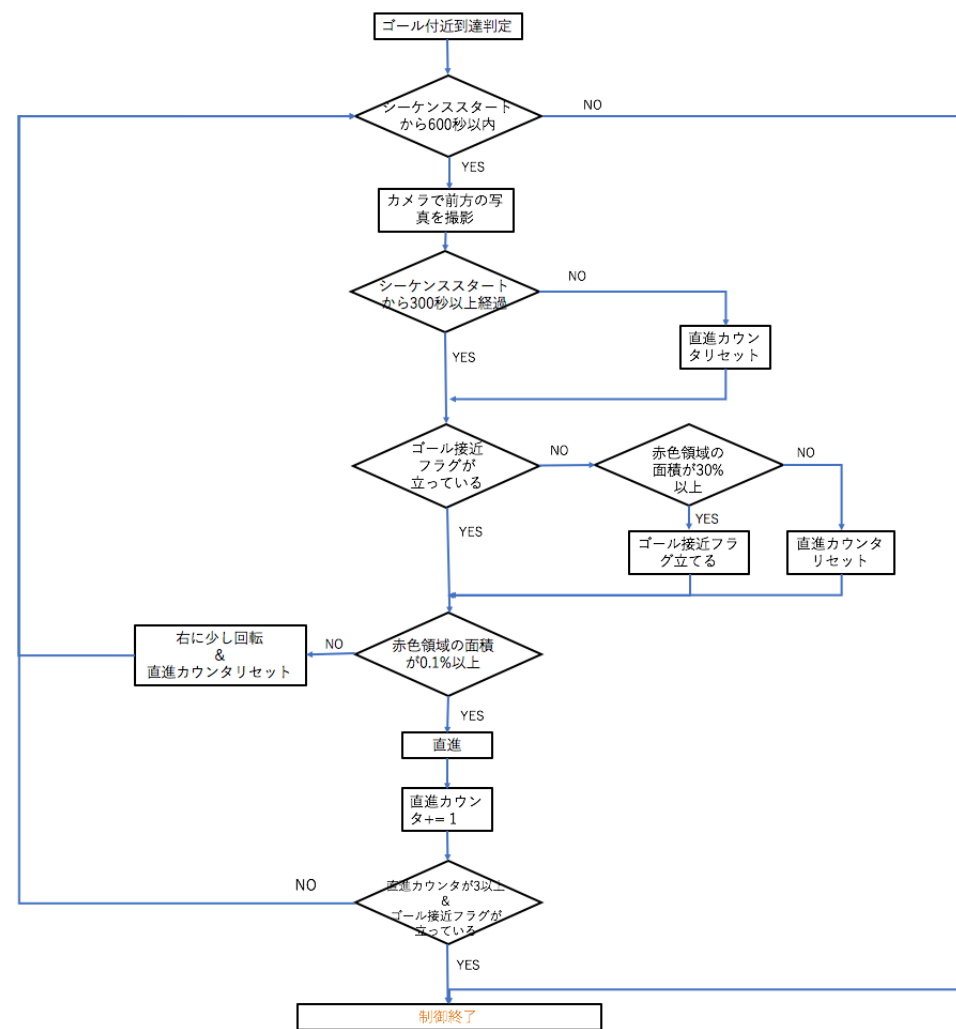 ゴール付近到達判定
シーケンススタート
から600秒以内
NO
YES
カメラで前方の写
真を撮影
シーケンススタート
から300秒以上経過
NO
YES
直進カウン
タリセット
ゴール接近
フラグが
立っている
NO
YES
赤色領域の
面積が30%
以上
NO
YES
ゴール接近フラ
グ立てる
直進カウンタ
リセット
赤色領域の面積
が0.1%以上
NO
YES
右に少し回転
&
直進カウンタリセット
直進
直進カウン
タ+= 1
直進カウンタが3以上
&
ゴール接近フラグが
立っている
NO
YES
制御終了